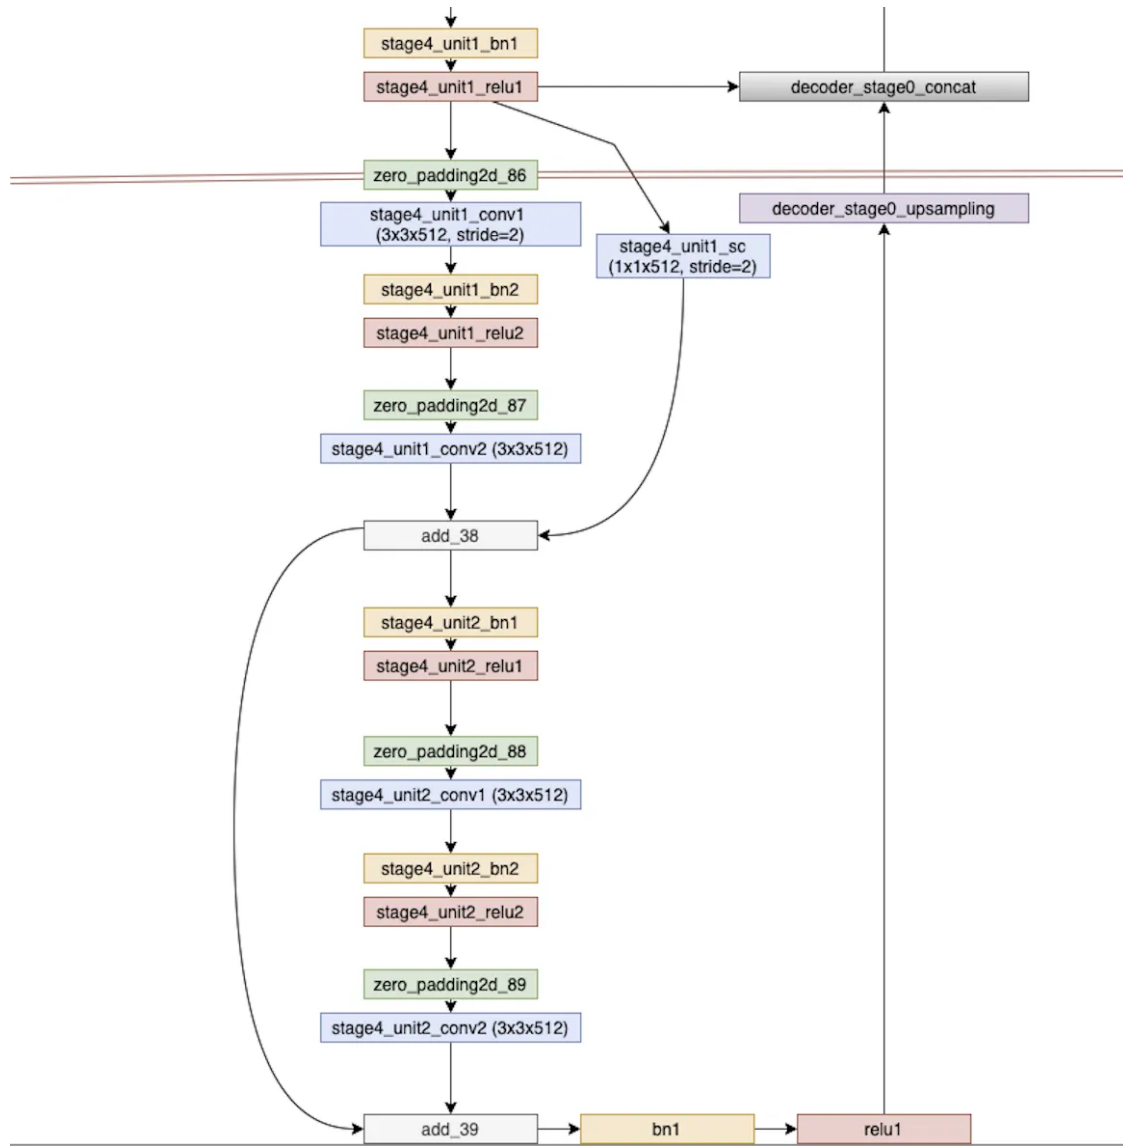 stage4_unit1_bn1
stage4_unit1_relu1
decoder_stage0_concat
zero_padding2d_86
decoder_stage0_upsampling
stage4_unit1_conv1
(3x3x512, stride=2)
stage4_unit1_sc
(1x1x512, stride=2)
stage4_unit1_bn2
stage4_unit1_relu2
zero_padding2d_87
stage4_unit1_conv2 (3x3x512)
add_38
stage4_unit2_bn1
stage4_unit2_relu1
zero_padding2d_88
stage4_unit2_conv1 (3x3x512)
stage4_unit2_bn2
stage4_unit2_relu2
zero_padding2d_89
stage4_unit2_conv2 (3x3x512)
add_39
bn1
relu1